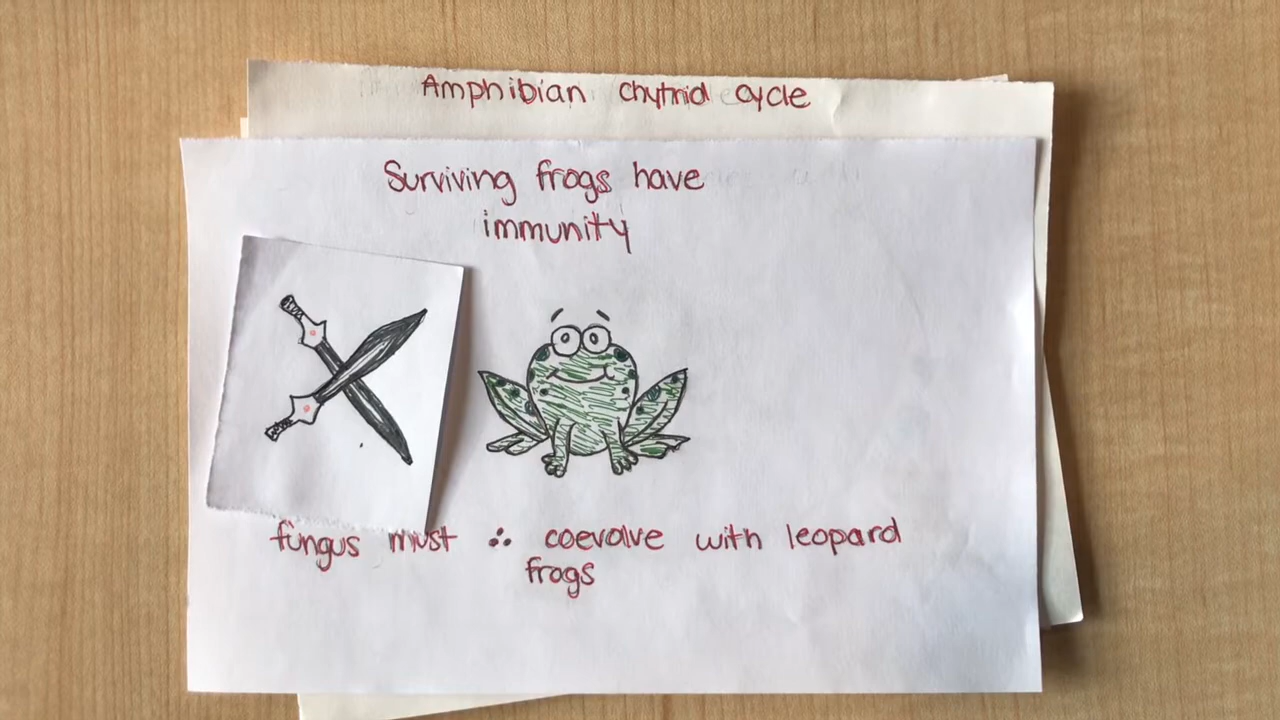 Amphibian chytrid cycle
Surviving frogs have
immunity
fungus must ∴ coevolve with leopard
frogs